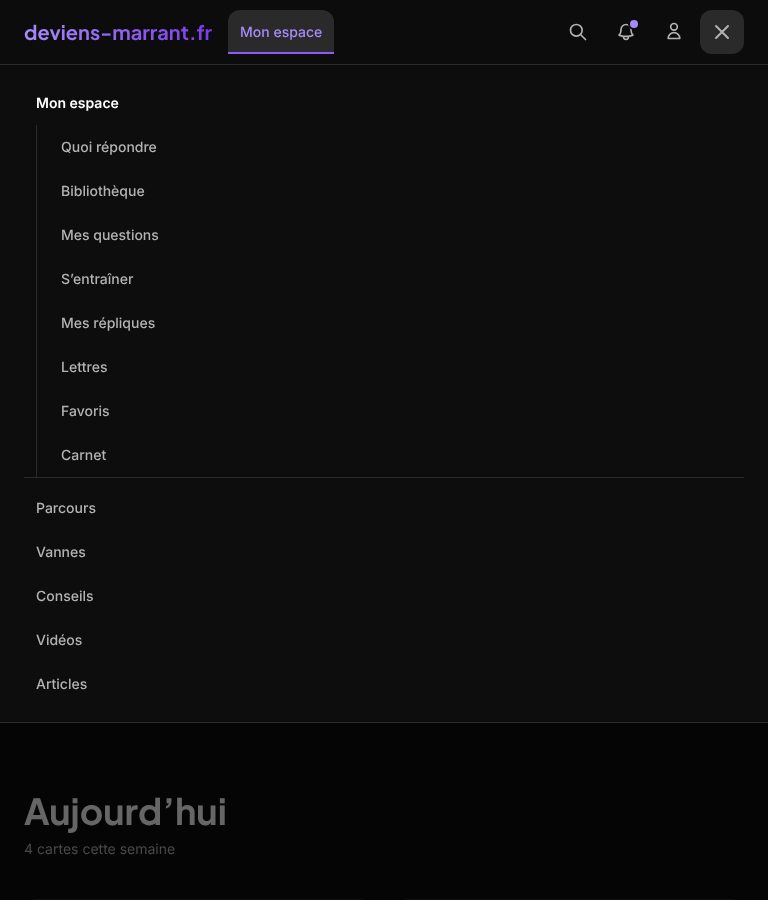 deviens-marrant.fr
Mon espace
Mon espace
Quoi répondre
Bibliothèque
Mes questions
S’entraîner
Mes répliques
Lettres
Favoris
Carnet
Parcours
Vannes
Conseils
Vidéos
Articles
Aujourd’hui
4 cartes cette semaine